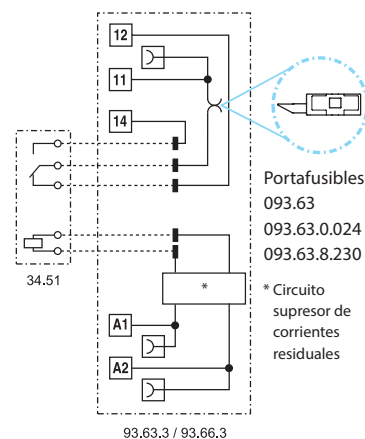 12
11
14
34.51
*
A1
A2
93.63.3 / 93.66.3
Portafusibles
093.63
093.63.0.024
093.63.8.230
* Circuito
supresor de
corrientes
residuales